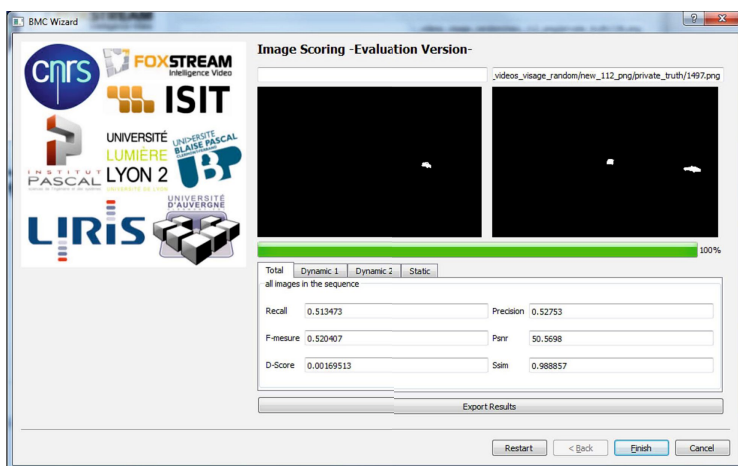 BMC Wizard
Image Scoring -Evaluation Version-
_videos_visage_random/new_112_png/private_truth/1497.png
cnrs
FOXSTREAM
Intelligence Video
ISIT
INSTITUT
PASCAL
UNIVERSITÉ
LUMIÈRE
LYON 2
UNIVERSITÉ DE LYON
UNIVERSITE
BLAISE PASCAL
UBP
LIRIS
UNIVERSITÉ
D'AUVERGNE
100%
Total Dynamic 1 Dynamic 2 Static
all images in the sequence
Recall 0.513473 Precision 0.52753
F-mesure 0.520407 Psnr 50.5698
D-Score 0.00169513 Ssim 0.988857
Export Results
Restart < Back Finish Cancel